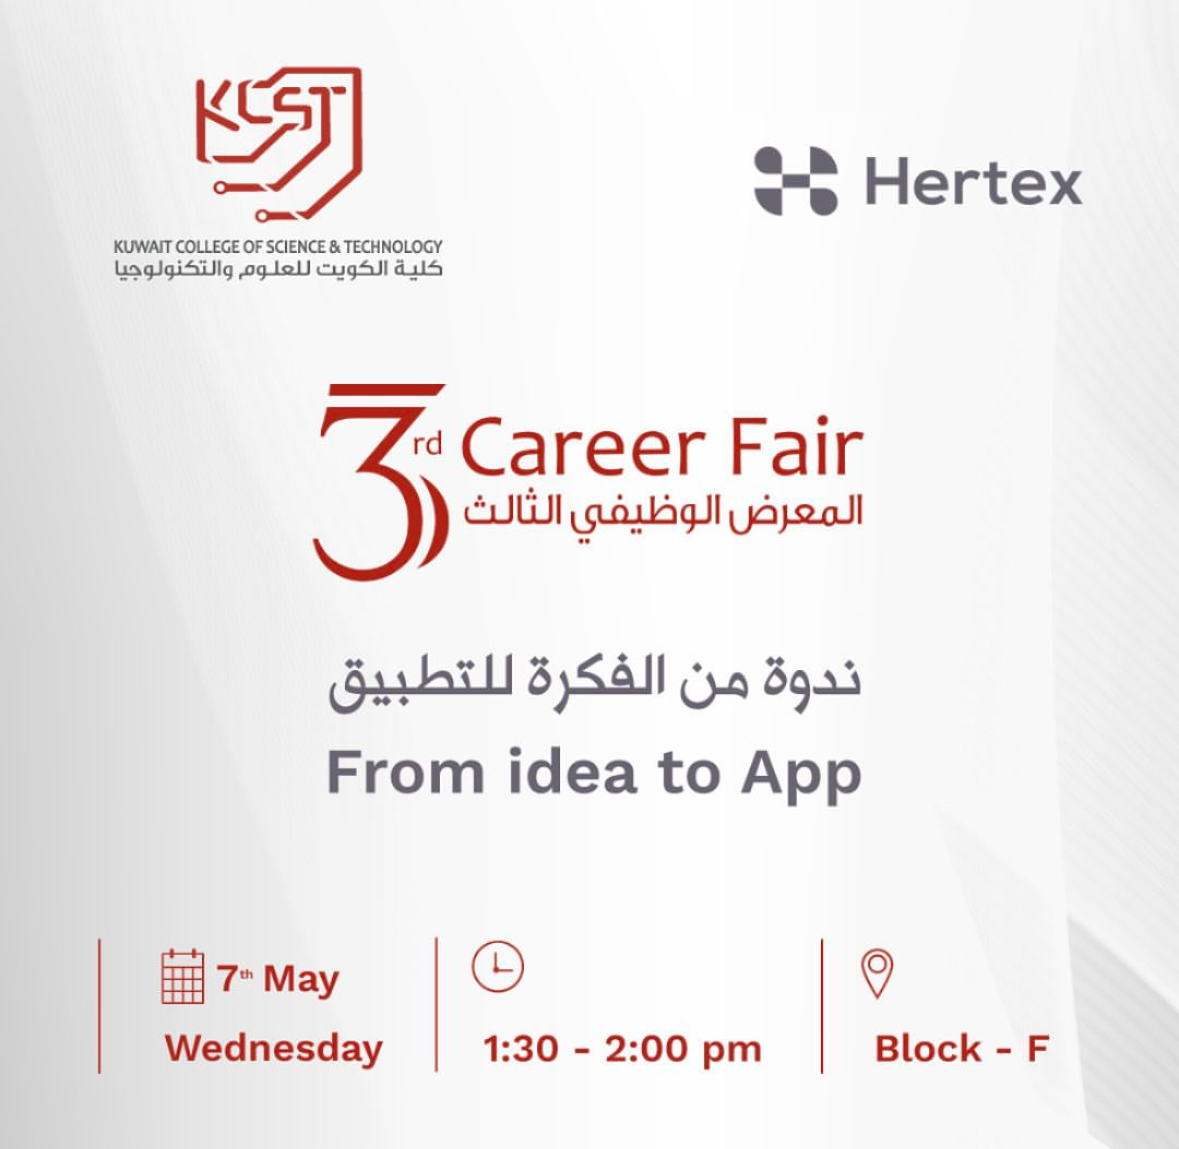 KCST
KUWAIT COLLEGE OF SCIENCE & TECHNOLOGY
كلية الكويت للعلوم والتكنولوجيا
Hertex
3rd Career Fair
المعرض الوظيفي الثالث
ندوة من الفكرة للتطبيق
From idea to App
7th May
Wednesday
1:30 - 2:00 pm
Block - F